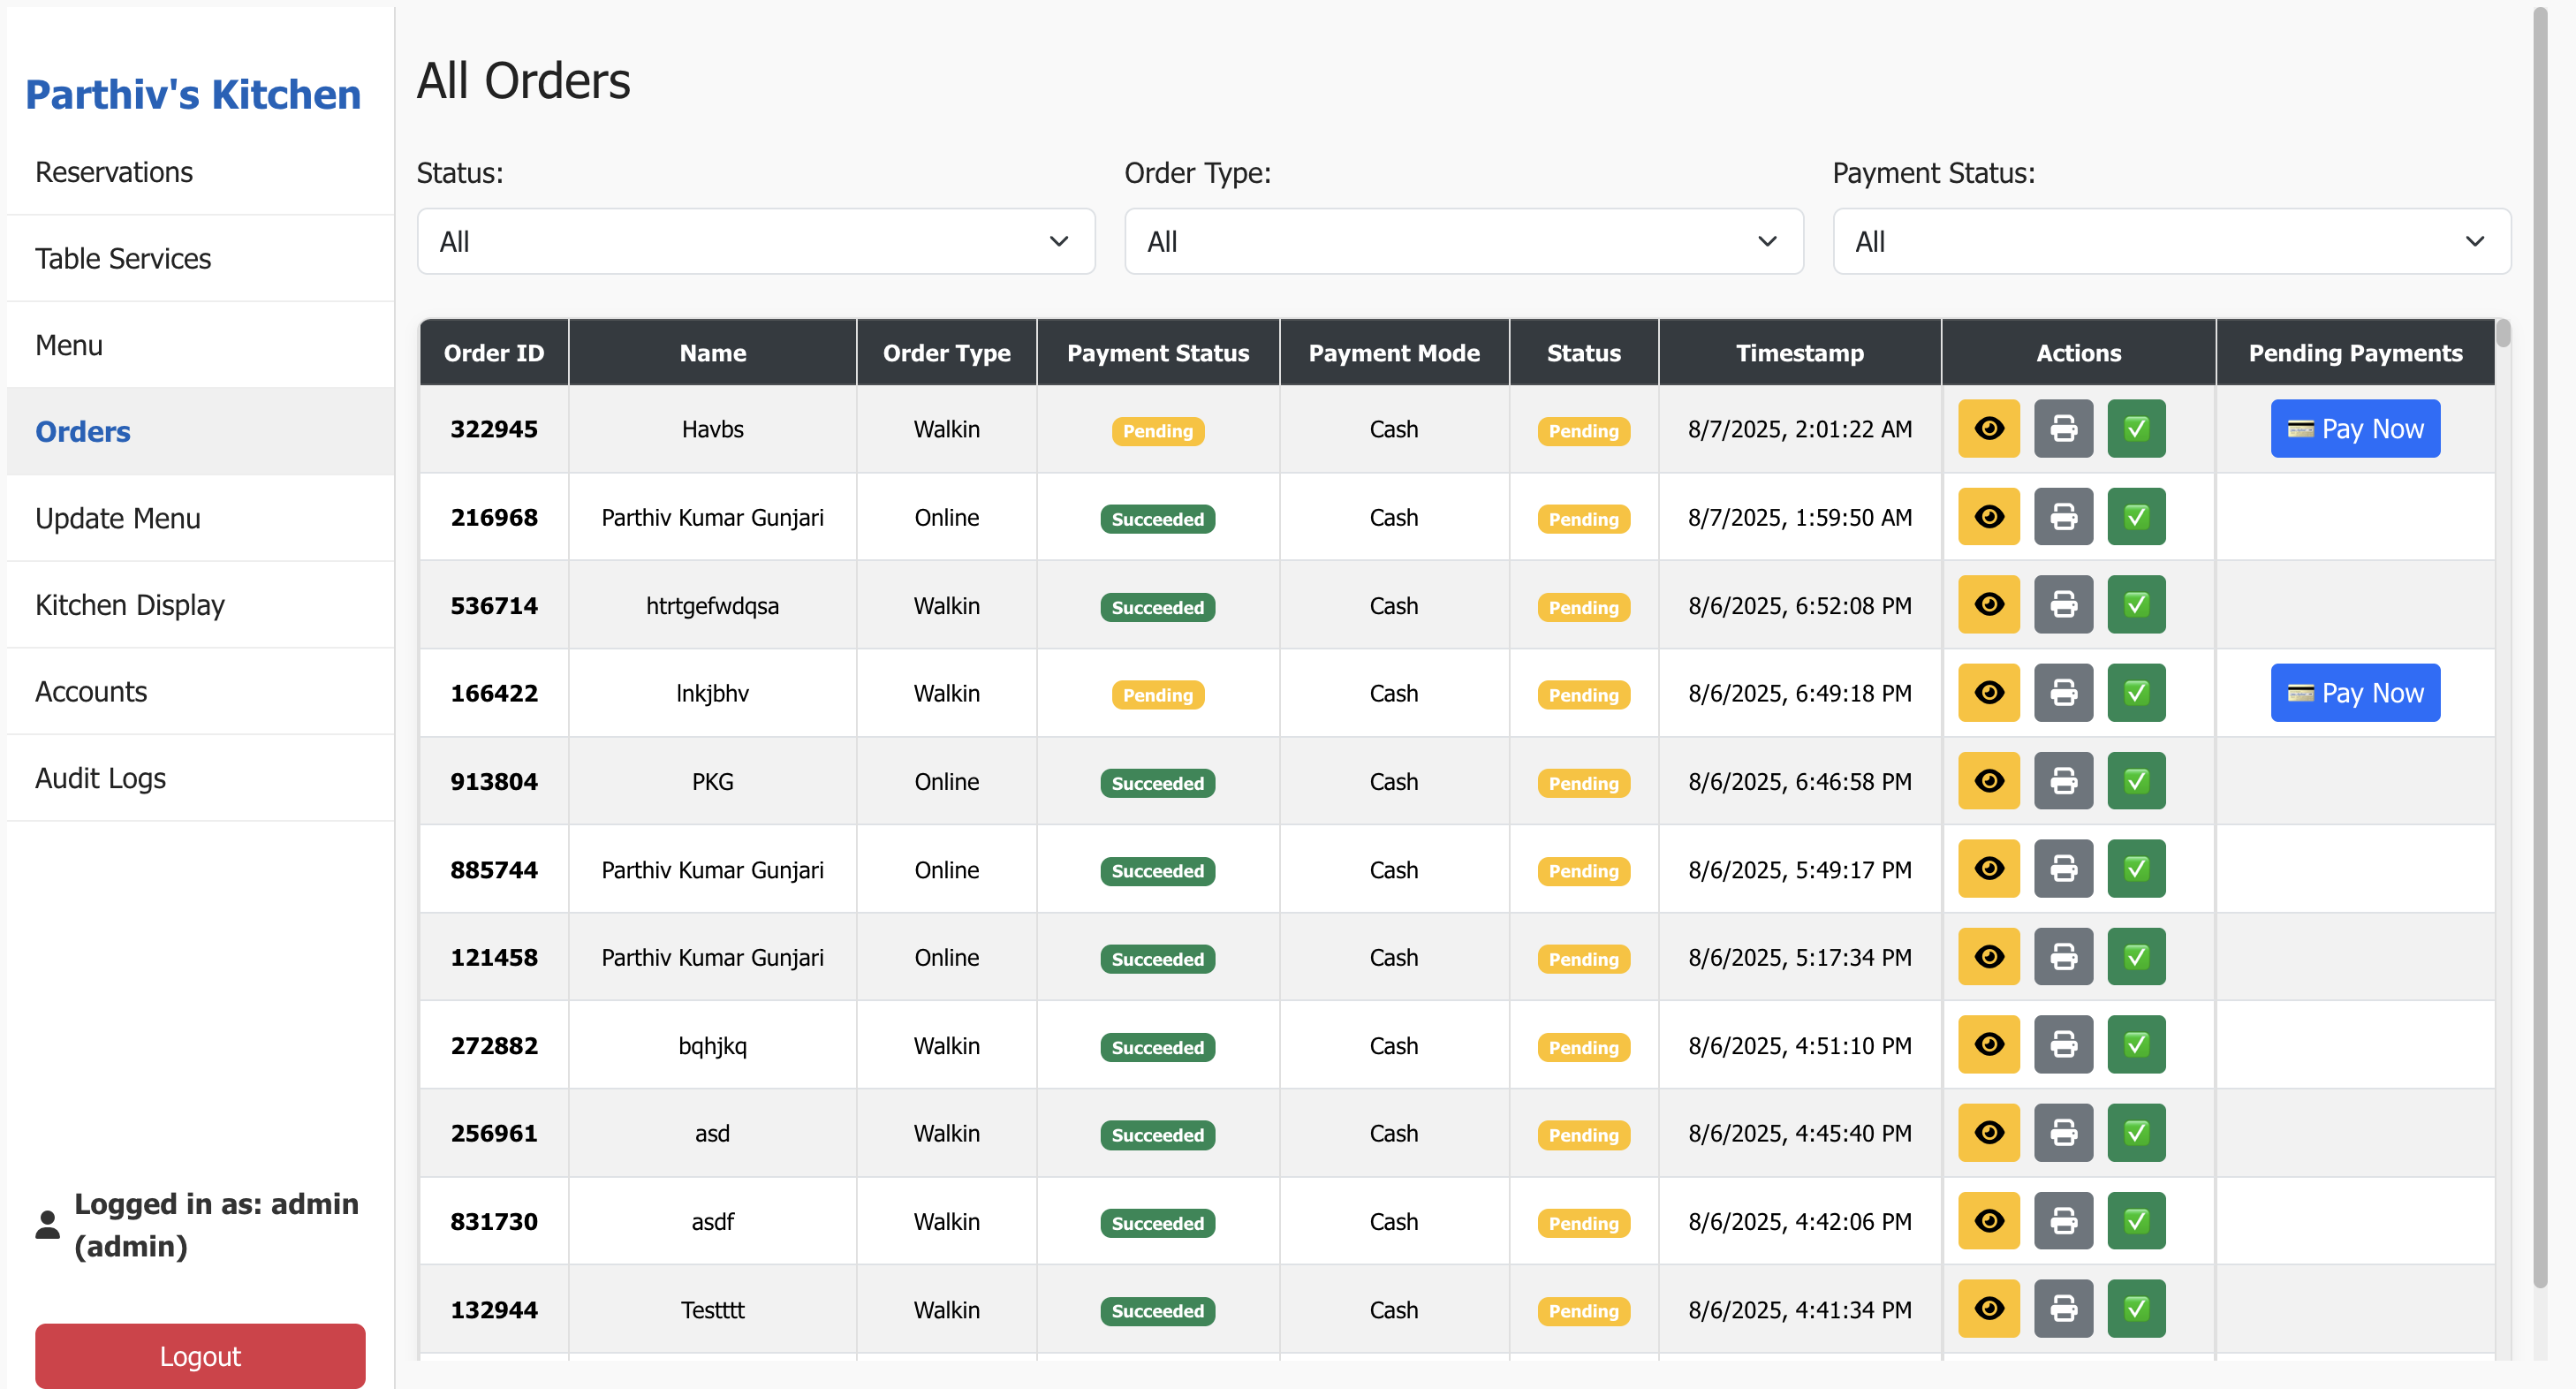 Parthiv's Kitchen
Reservations
Table Services
Menu
Orders
Update Menu
Kitchen Display
Accounts
Audit Logs
Logged in as: admin
(admin)
Logout
All Orders
Status: Order Type: Payment Status:
All All All
Order ID Name Order Type Payment Status Payment Mode Status Timestamp Actions Pending Payments
322945 Havbs Walkin Pending Cash Pending 8/7/2025, 2:01:22 AM Pay Now
216968 Parthiv Kumar Gunjari Online Succeeded Cash Pending 8/7/2025, 1:59:50 AM
536714 htrtgefwdqsa Walkin Succeeded Cash Pending 8/6/2025, 6:52:08 PM
166422 lnkjbhv Walkin Pending Cash Pending 8/6/2025, 6:49:18 PM Pay Now
913804 PKG Online Succeeded Cash Pending 8/6/2025, 6:46:58 PM
885744 Parthiv Kumar Gunjari Online Succeeded Cash Pending 8/6/2025, 5:49:17 PM
121458 Parthiv Kumar Gunjari Online Succeeded Cash Pending 8/6/2025, 5:17:34 PM
272882 bqhjkq Walkin Succeeded Cash Pending 8/6/2025, 4:51:10 PM
256961 asd Walkin Succeeded Cash Pending 8/6/2025, 4:45:40 PM
831730 asdf Walkin Succeeded Cash Pending 8/6/2025, 4:42:06 PM
132944 Testttt Walkin Succeeded Cash Pending 8/6/2025, 4:41:34 PM